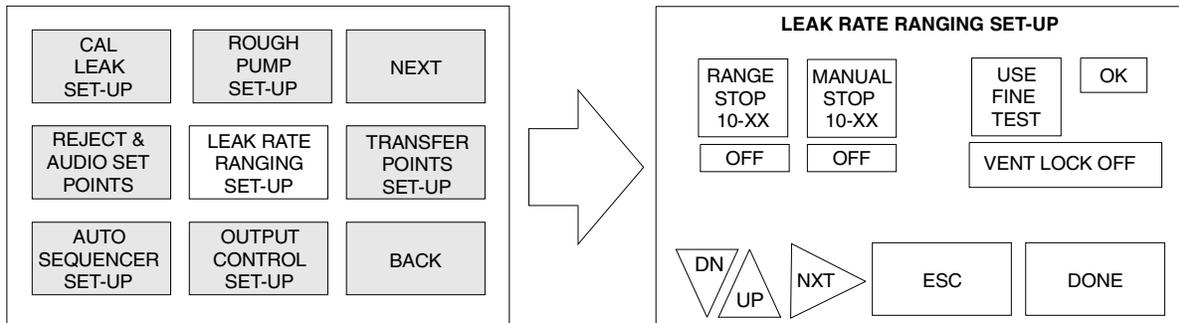 CAL
LEAK
SET-UP
ROUGH
PUMP
SET-UP
NEXT
REJECT &
AUDIO SET
POINTS
LEAK RATE
RANGING
SET-UP
TRANSFER
POINTS
SET-UP
AUTO
SEQUENCER
SET-UP
OUTPUT
CONTROL
SET-UP
BACK
LEAK RATE RANGING SET-UP
RANGE
STOP
10-XX
OFF
MANUAL
STOP
10-XX
OFF
USE
FINE
TEST
OK
VENT LOCK OFF
DN
UP
NXT
ESC
DONE